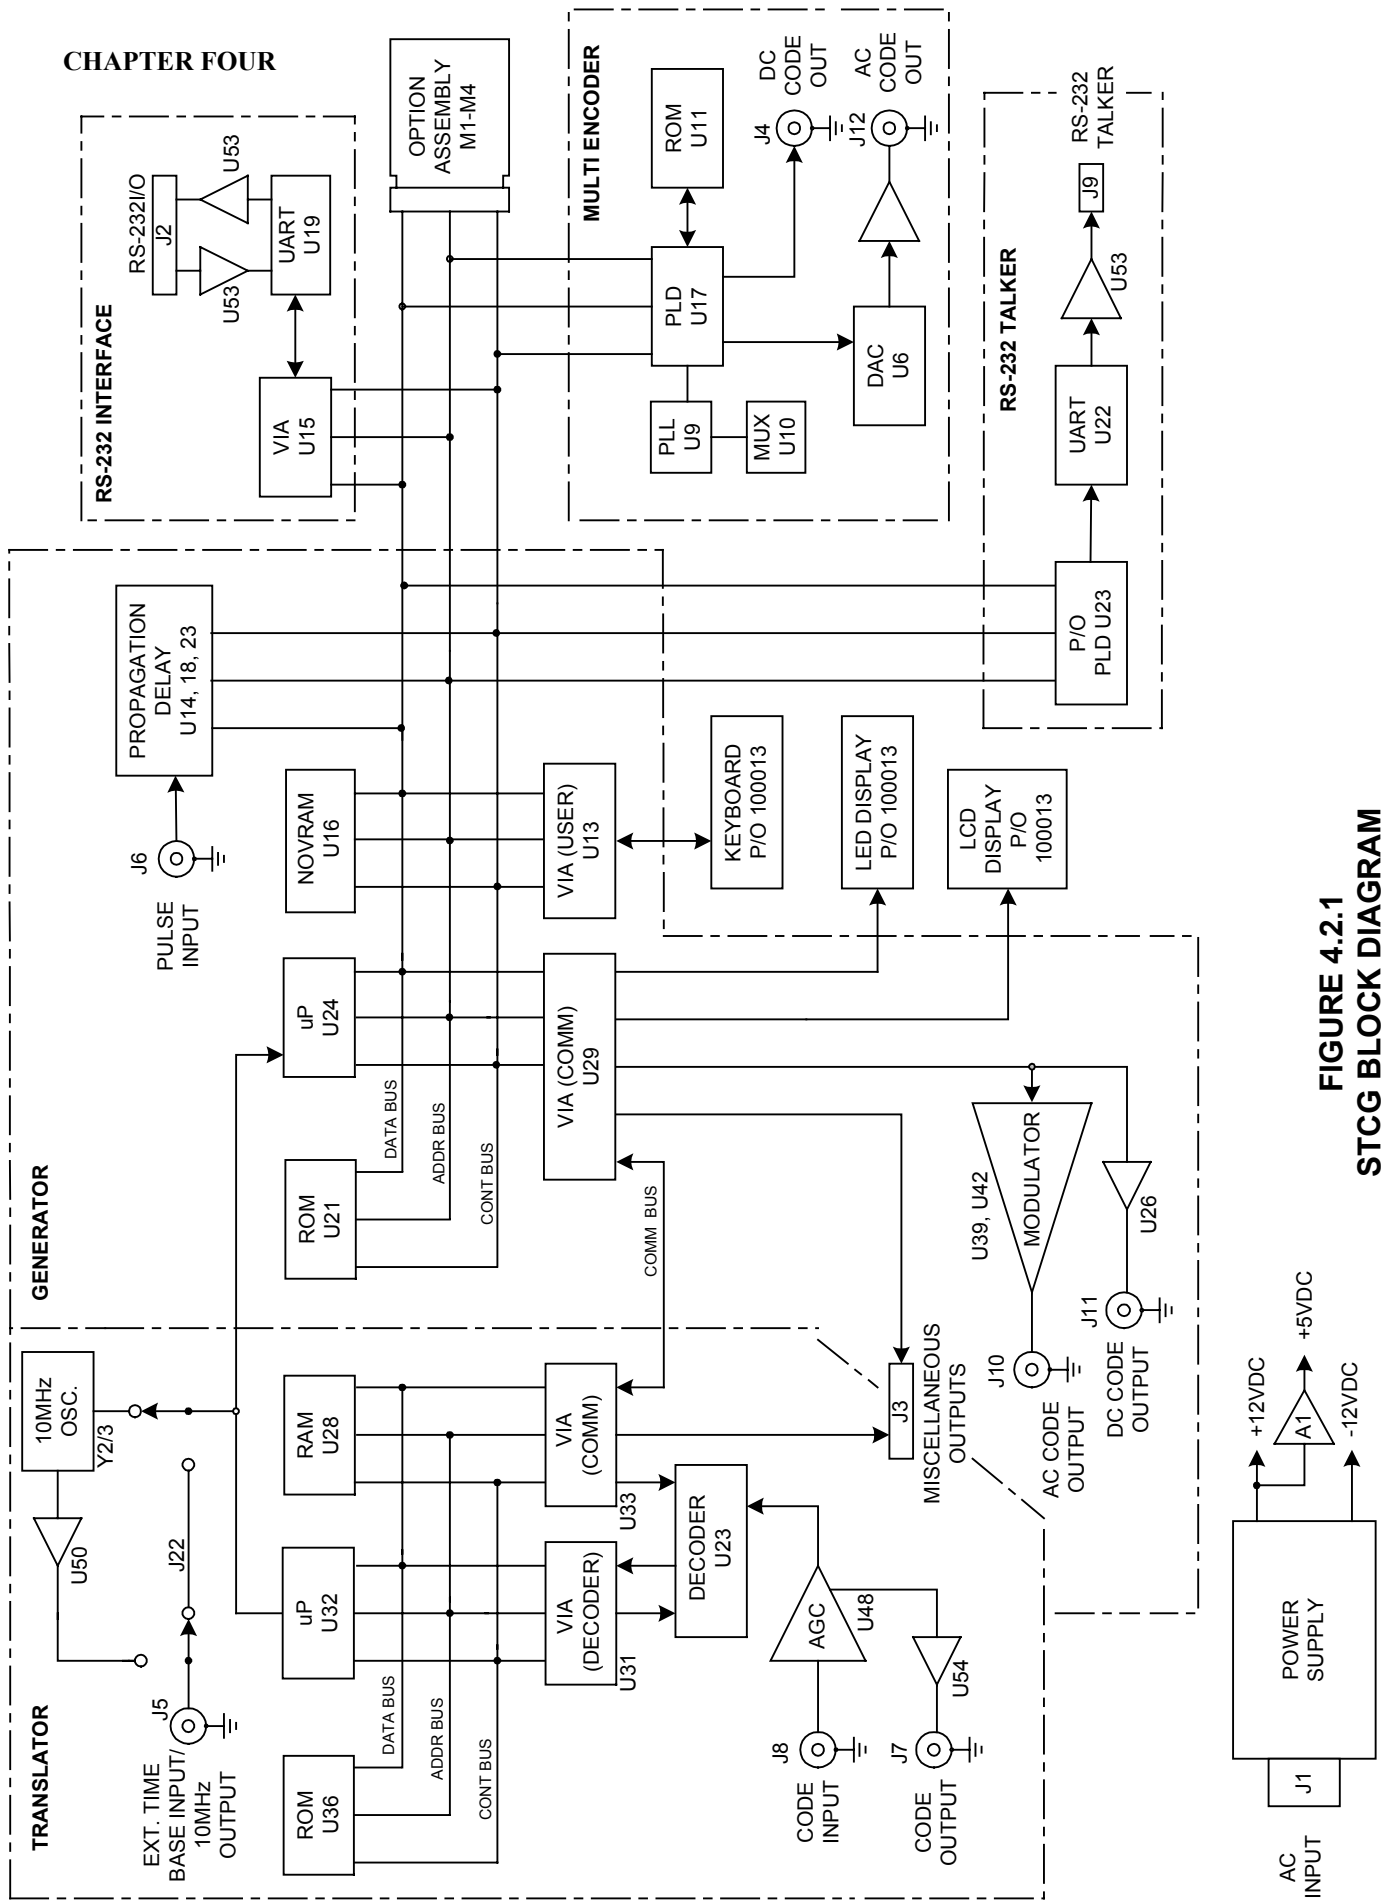 CHAPTER FOUR
TRANSLATOR
EXT. TIME
BASE INPUT/
10MHz
OUTPUT
J5
J22
U50
10MHz
OSC.
Y2/3
ROM
U36
uP
U32
RAM
U28
DATA BUS
ADDR BUS
CONT BUS
VIA
(DECODER)
U31
VIA
(COMM)
U33
DECODER
U23
CODE
INPUT
J8
AGC
U48
CODE
OUTPUT
J7
U54
J3
MISCELLANEOUS
OUTPUTS
GENERATOR
ROM
U21
uP
U24
NOVRAM
U16
PULSE
INPUT
J6
PROPAGATION
DELAY
U14, 18, 23
DATA BUS
ADDR BUS
CONT BUS
COMM BUS
VIA (COMM)
U29
VIA (USER)
U13
KEYBOARD
P/O 100013
LED DISPLAY
P/O 100013
LCD
DISPLAY
P/O
100013
U39, U42
MODULATOR
J10
AC CODE
OUTPUT
U26
J11
DC CODE
OUTPUT
RS-232 INTERFACE
VIA
U15
RS-232I/O
J2
U53
U53
UART
U19
OPTION
ASSEMBLY
M1-M4
MULTI ENCODER
PLL
U9
MUX
U10
PLD
U17
ROM
U11
DAC
U6
J4
DC
CODE
OUT
J12
AC
CODE
OUT
RS-232 TALKER
P/O
PLD U23
UART
U22
U53
J9
RS-232
TALKER
AC
INPUT
J1
POWER
SUPPLY
+12VDC
A1
+5VDC
-12VDC
FIGURE 4.2.1
STCG BLOCK DIAGRAM